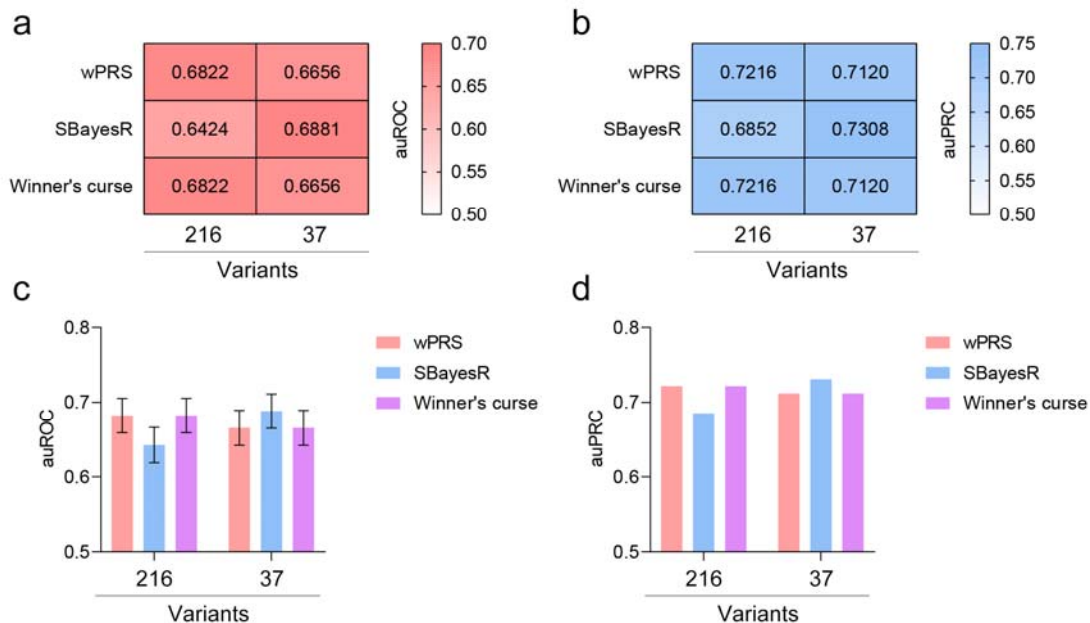 a
wPRS
0.6822
0.6656
SBayesR
0.6424
0.6881
Winner's curse
0.6822
0.6656
216
37
Variants
auROC
0.70
0.65
0.60
0.55
0.50
b
wPRS
0.7216
0.7120
SBayesR
0.6852
0.7308
Winner's curse
0.7216
0.7120
216
37
Variants
auPRC
0.75
0.70
0.65
0.60
0.55
0.50
c
auROC
0.8
0.7
0.6
0.5
216
37
Variants
wPRS
SBayesR
Winner's curse
d
auPRC
0.8
0.7
0.6
0.5
216
37
Variants
wPRS
SBayesR
Winner's curse